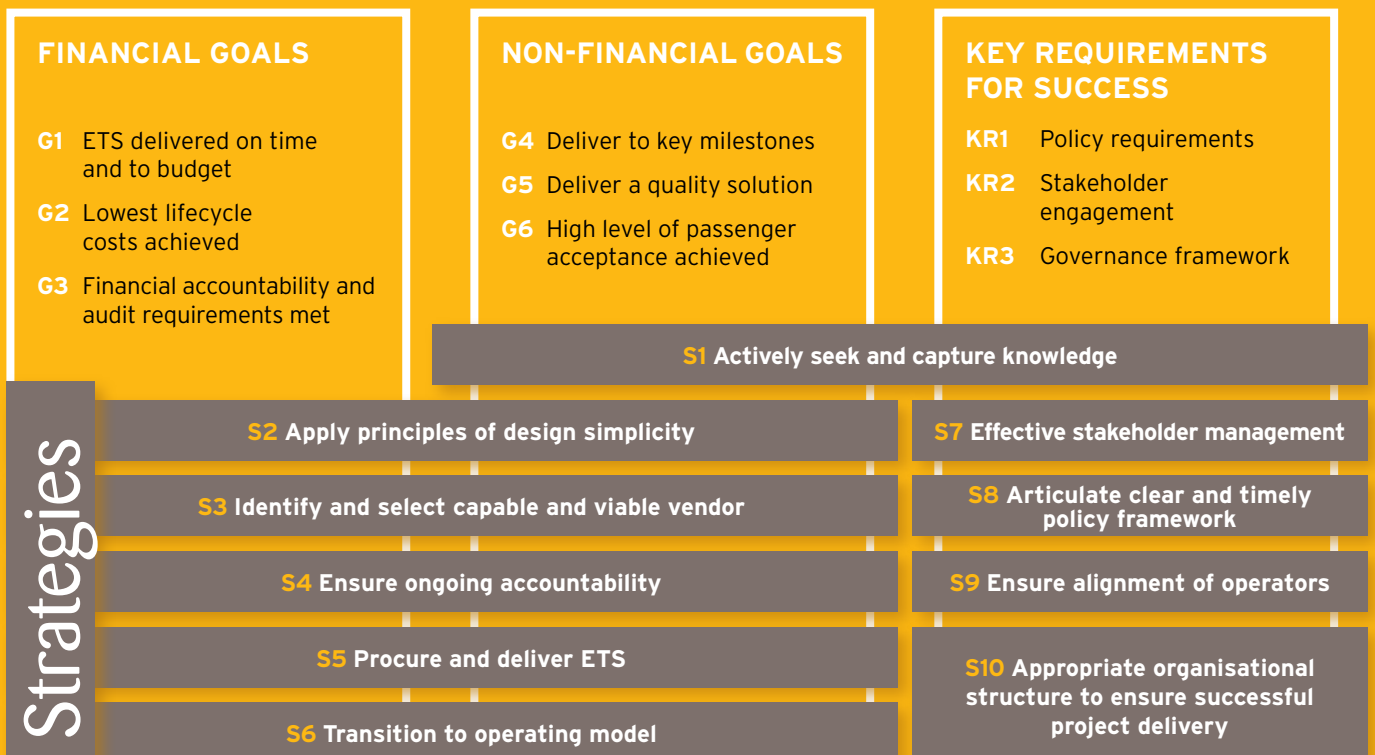 FINANCIAL GOALS
G1 ETS delivered on time
and to budget
G2 Lowest lifecycle
costs achieved
G3 Financial accountability and
audit requirements met
NON-FINANCIAL GOALS
G4 Deliver to key milestones
G5 Deliver a quality solution
G6 High level of passenger
acceptance achieved
KEY REQUIREMENTS
FOR SUCCESS
KR1 Policy requirements
KR2 Stakeholder
engagement
KR3 Governance framework
Strategies
S1 Actively seek and capture knowledge
S2 Apply principles of design simplicity
S3 Identify and select capable and viable vendor
S4 Ensure ongoing accountability
S5 Procure and deliver ETS
S6 Transition to operating model
S7 Effective stakeholder management
S8 Articulate clear and timely
policy framework
S9 Ensure alignment of operators
S10 Appropriate organisational
structure to ensure successful
project delivery